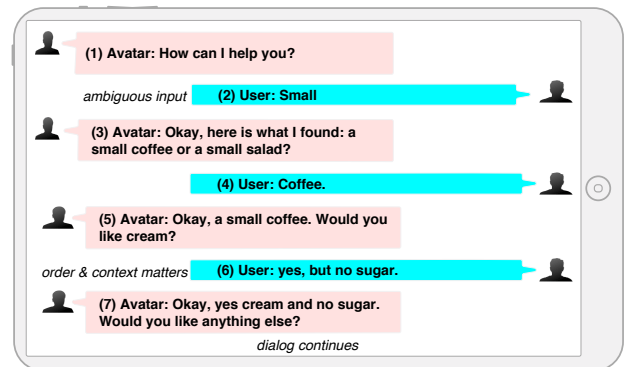 (1) Avatar: How can I help you?
ambiguous input (2) User: Small
(3) Avatar: Okay, here is what I found: a
small coffee or a small salad?
(4) User: Coffee.
(5) Avatar: Okay, a small coffee. Would you
like cream?
order & context matters (6) User: yes, but no sugar.
(7) Avatar: Okay, yes cream and no sugar.
Would you like anything else?
dialog continues